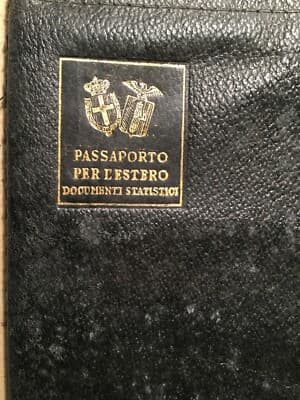 PASSAPORTO
PER L'ESTERO
DOCUMENTI STATISTICI